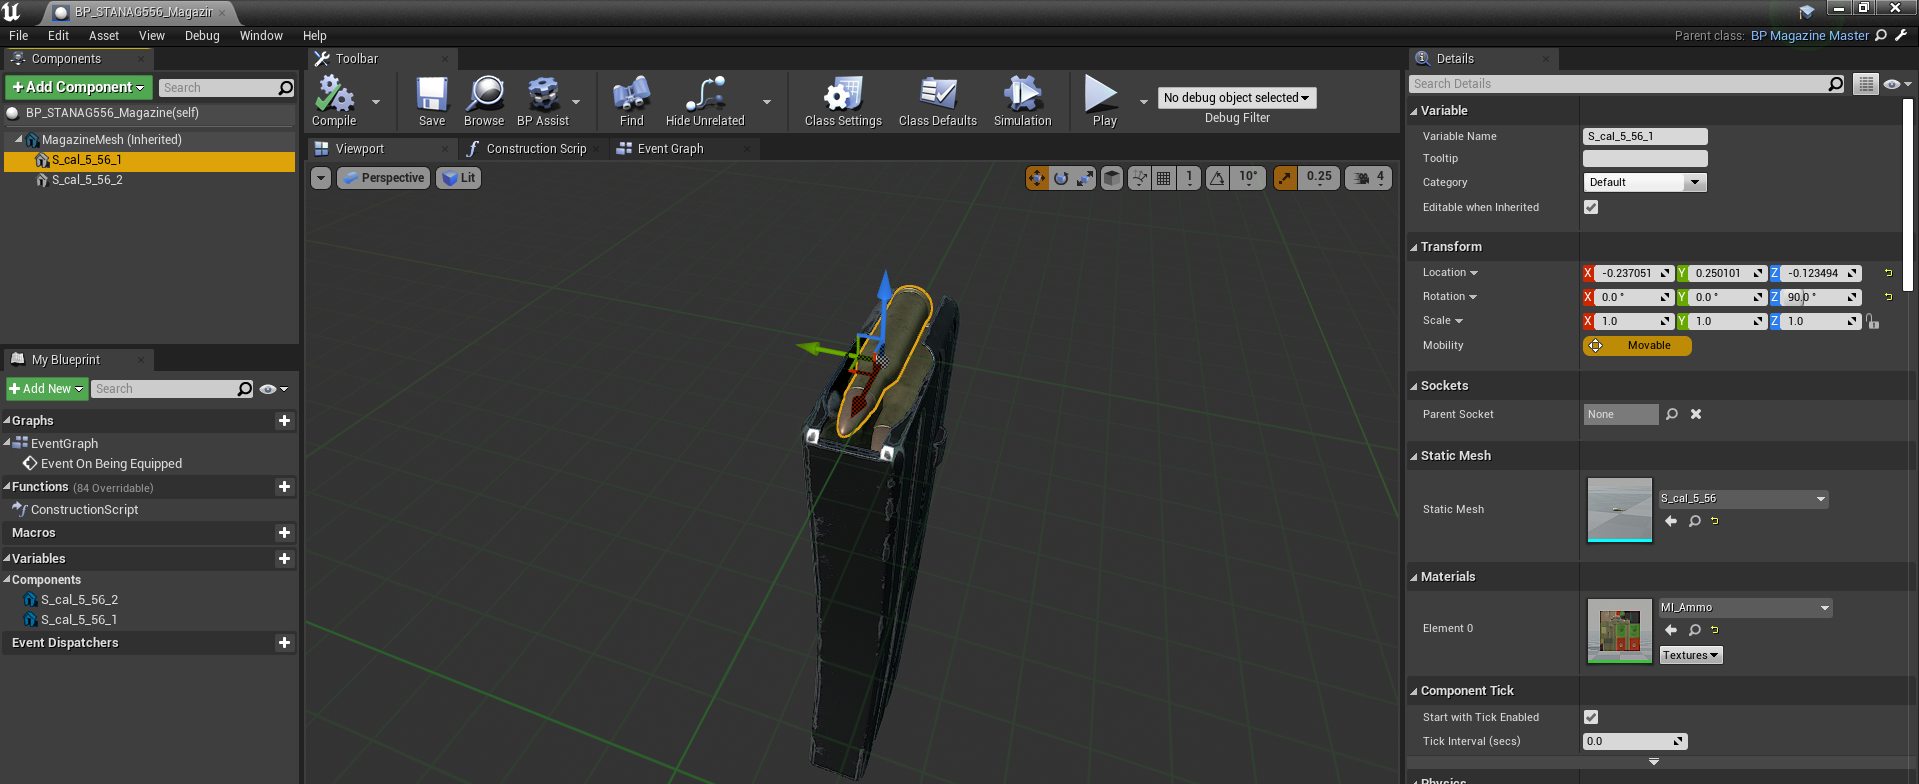 BP_STANAG556_Magazir
File Edit Asset View Debug Window Help
Parent class: BP Magazine Master
Components
+Add Component
Search
BP_STANAG556_Magazine(self)
MagazineMesh (Inherited)
S_cal_5_56_1
S_cal_5_56_2
My Blueprint
+Add New
Search
Graphs
EventGraph
Event On Being Equipped
Functions (84 Overridable)
ConstructionScript
Macros
Variables
Components
S_cal_5_56_2
S_cal_5_56_1
Event Dispatchers
Toolbar
Compile Save Browse BP Assist Find Hide Unrelated Class Settings Class Defaults Simulation Play
No debug object selected
Debug Filter
Viewport Construction Scrip Event Graph
Perspective Lit
1 10° 0.25 4
Details
Search Details
Variable
Variable Name S_cal_5_56_1
Tooltip
Category Default
Editable when Inherited
Transform
Location X -0.237051 Y 0.250101 Z -0.123494
Rotation X 0.0 ° Y 0.0 ° Z 90.0 °
Scale X 1.0 Y 1.0 Z 1.0
Mobility Movable
Sockets
Parent Socket None
Static Mesh
Static Mesh S_cal_5_56
Materials
Element 0 MI_Ammo
Textures
Component Tick
Start with Tick Enabled
Tick Interval (secs) 0.0
Physics